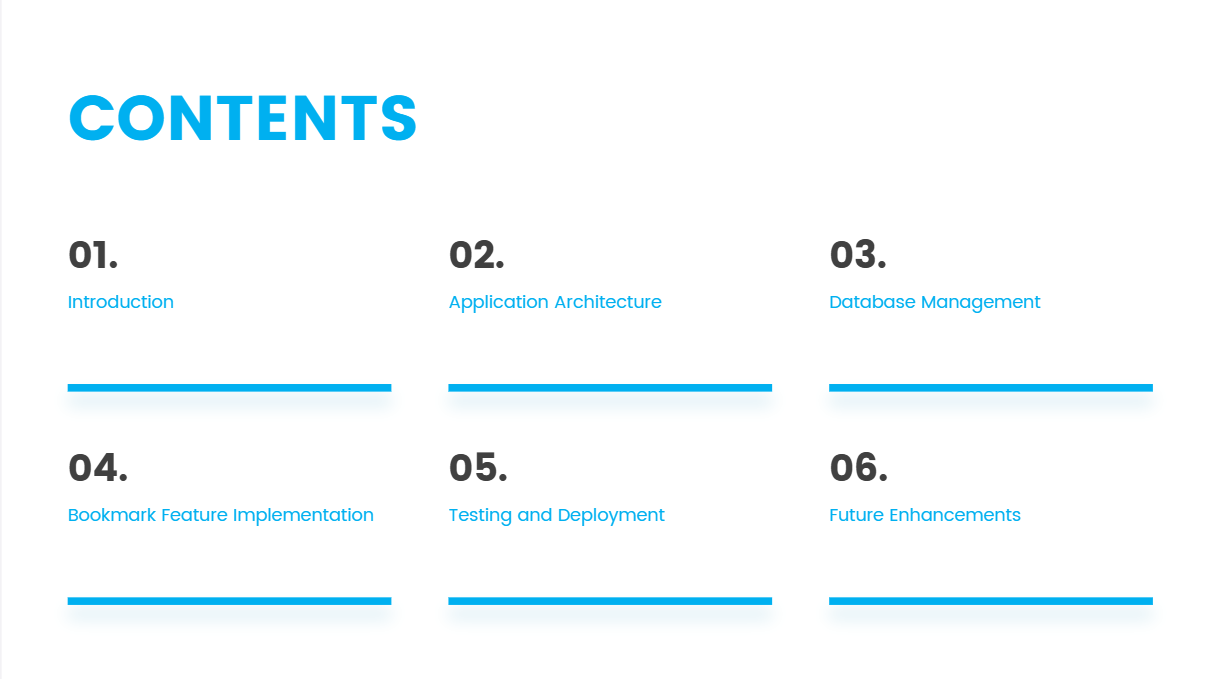 CONTENTS
01.
Introduction
02.
Application Architecture
03.
Database Management
04.
Bookmark Feature Implementation
05.
Testing and Deployment
06.
Future Enhancements